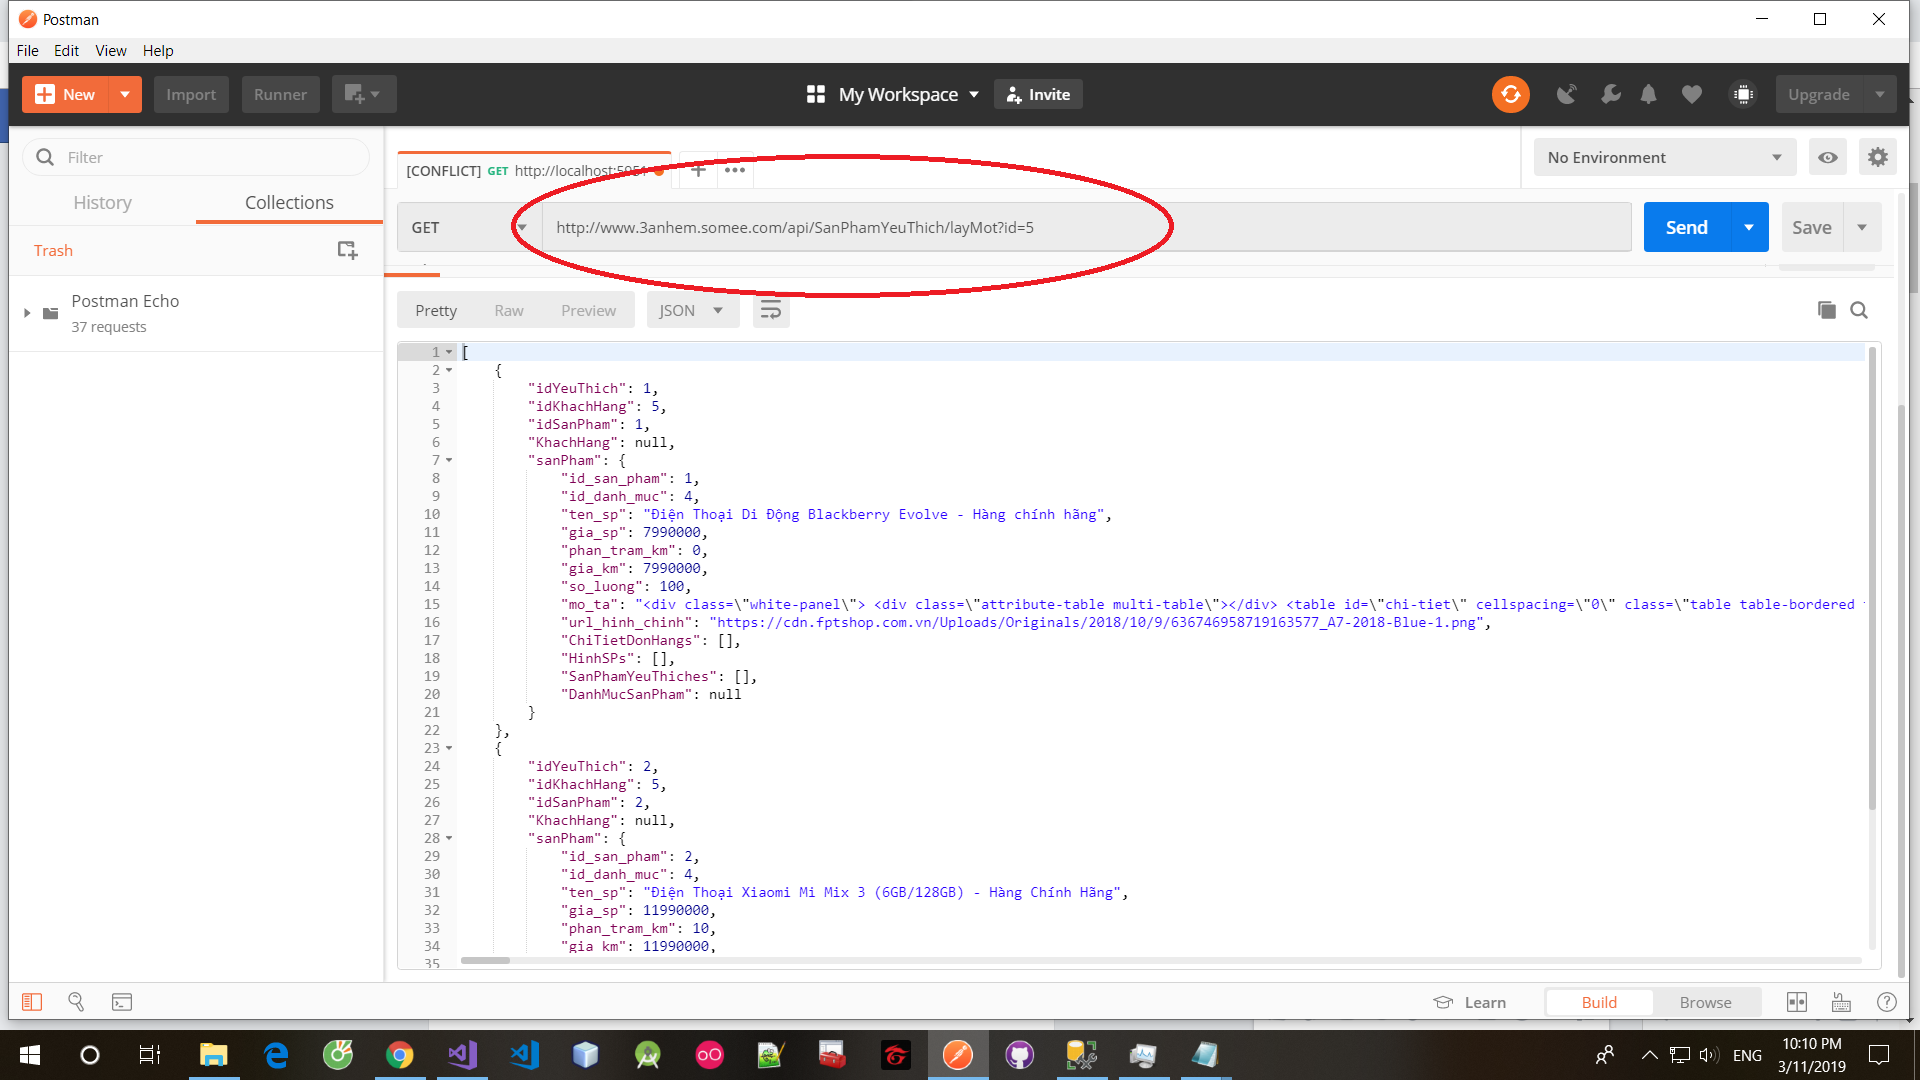 Postman
File Edit View Help
New Import Runner My Workspace Invite Upgrade
Filter
History Collections
Trash
Postman Echo
37 requests
[CONFLICT] GET http://localhost:5951 + •••
No Environment
GET http://www.3anhem.somee.com/api/SanPhamYeuThich/layMot?id=5 Send Save
Pretty Raw Preview JSON
1 [
2 {
3 "idYeuThich": 1,
4 "idKhachHang": 5,
5 "idSanPham": 1,
6 "KhachHang": null,
7 "sanPham": {
8 "id_san_pham": 1,
9 "id_danh_muc": 4,
10 "ten_sp": "Điện Thoại Di Động Blackberry Evolve - Hàng chính hãng",
11 "gia_sp": 7990000,
12 "phan_tram_km": 0,
13 "gia_km": 7990000,
14 "so_luong": 100,
15 "mo_ta": "<div class=\"white-panel\"> <div class=\"attribute-table multi-table\"></div> <table id=\"chi-tiet\" cellspacing=\"0\" class=\"table table-bordered
16 "url_hinh_chinh": "https://cdn.fptshop.com.vn/Uploads/Originals/2018/10/9/636746958719163577_A7-2018-Blue-1.png",
17 "ChiTietDonHangs": [],
18 "HinhSPs": [],
19 "SanPhamYeuThiches": [],
20 "DanhMucSanPham": null
21 }
22 },
23 {
24 "idYeuThich": 2,
25 "idKhachHang": 5,
26 "idSanPham": 2,
27 "KhachHang": null,
28 "sanPham": {
29 "id_san_pham": 2,
30 "id_danh_muc": 4,
31 "ten_sp": "Điện Thoại Xiaomi Mi Mix 3 (6GB/128GB) - Hàng Chính Hãng",
32 "gia_sp": 11990000,
33 "phan_tram_km": 10,
34 "gia_km": 11990000,
35
Learn Build Browse
ENG 10:10 PM
3/11/2019